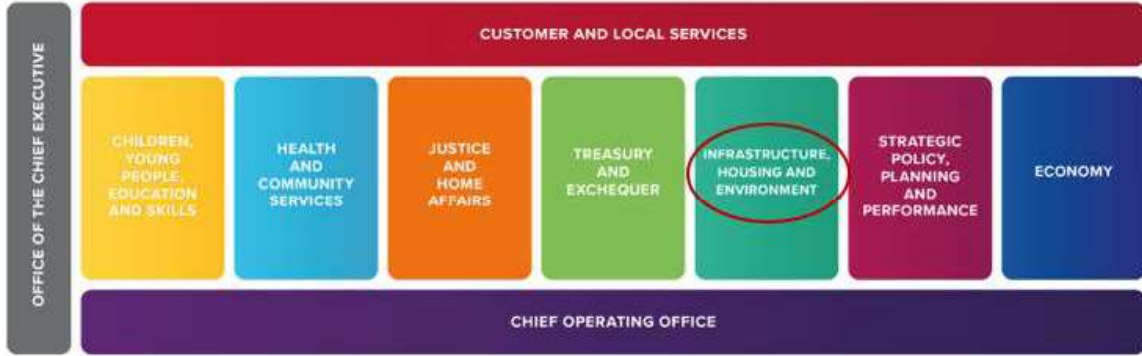 OFFICE OF THE CHIEF EXECUTIVE
CUSTOMER AND LOCAL SERVICES
CHILDREN,
YOUNG
PEOPLE,
EDUCATION
AND SKILLS
HEALTH
AND
COMMUNITY
SERVICES
JUSTICE
AND
HOME
AFFAIRS
TREASURY
AND
EXCHEQUER
INFRASTRUCTURE,
HOUSING AND
ENVIRONMENT
STRATEGIC
POLICY,
PLANNING
AND
PERFORMANCE
ECONOMY
CHIEF OPERATING OFFICE